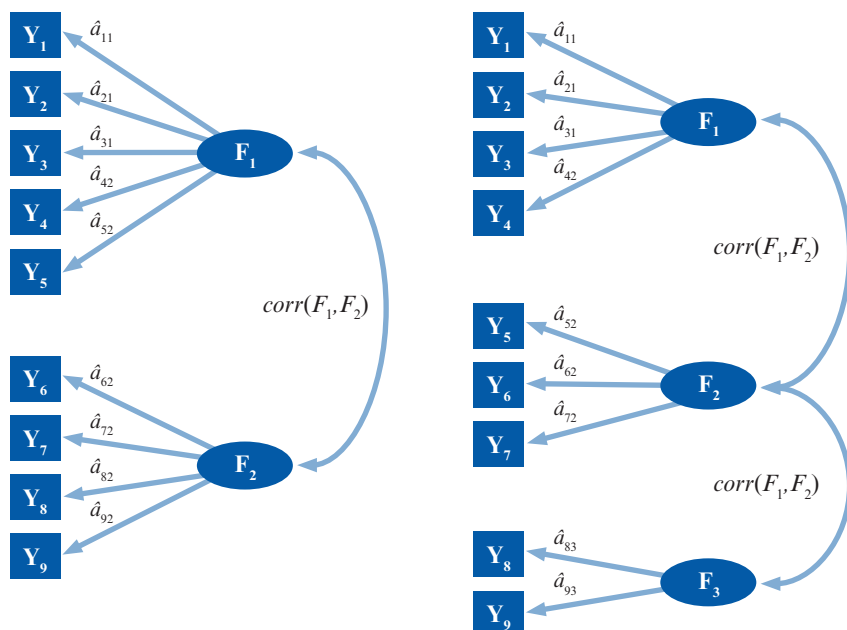 Y₁
â₁₁
Y₂
â₂₁
Y₃
â₃₁
F₁
Y₄
â₄₂
Y₅
â₅₂
corr(F₁,F₂)
Y₆
â₆₂
Y₇
â₇₂
F₂
Y₈
â₈₂
Y₉
â₉₂
Y₁
â₁₁
Y₂
â₂₁
F₁
Y₃
â₃₁
Y₄
â₄₂
corr(F₁,F₂)
Y₅
â₅₂
Y₆
â₆₂
F₂
Y₇
â₇₂
corr(F₁,F₂)
Y₈
â₈₃
F₃
Y₉
â₉₃